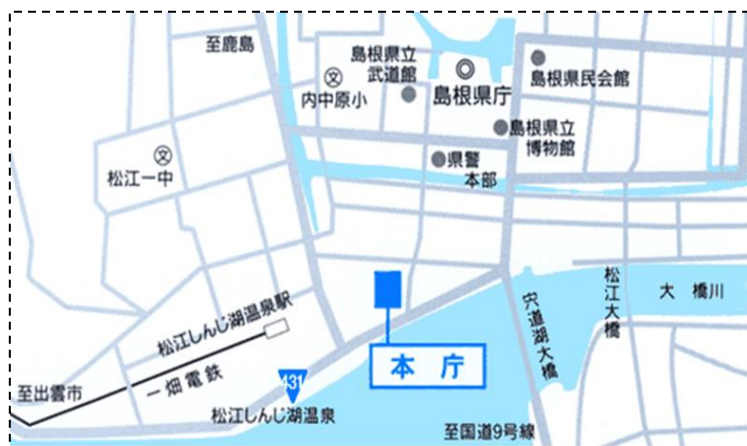 至鹿島
島根県立
武道館
島根県庁
島根県民会館
内中原小
文
島根県立
博物館
県警
本部
文
松江一中
松江しんじ湖温泉駅
一畑電鉄
至出雲市
431
松江しんじ湖温泉
本庁
宍道湖大橋
松江大橋
大橋川
至国道9号線